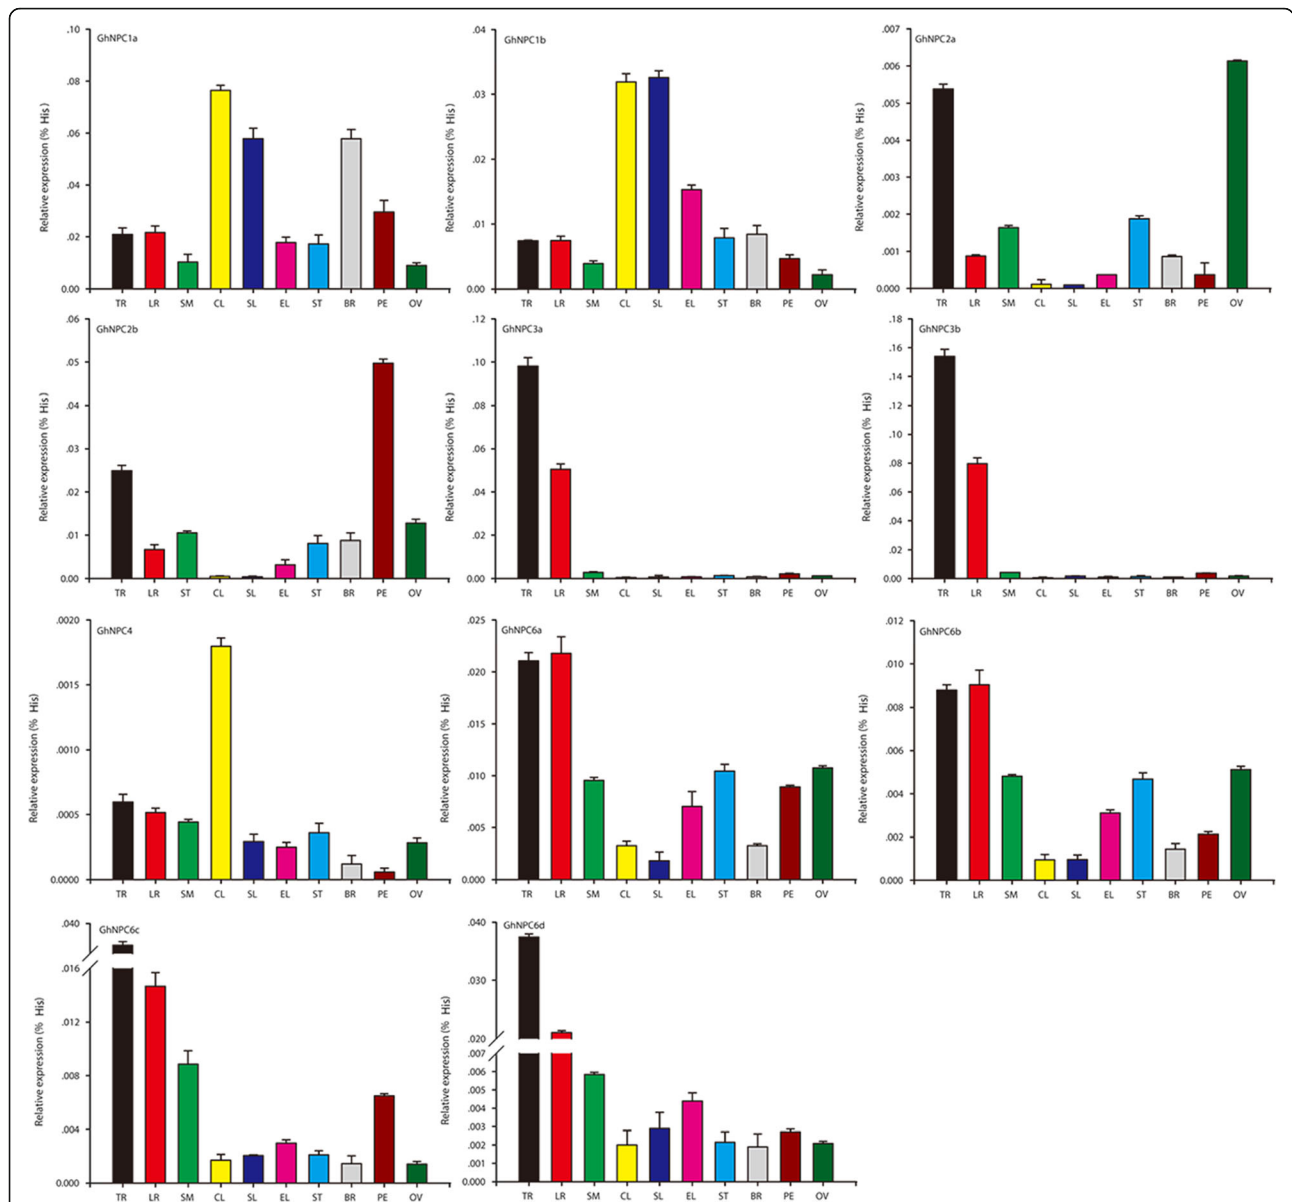 GhNPC1a
Relative expression (% His)
.10
.08
.06
.04
.02
0.00
TR LR SM CL SL EL ST BR PE OV
GhNPC1b
Relative expression (% His)
.04
.03
.02
.01
0.00
TR LR SM CL SL EL ST BR PE OV
GhNPC2a
Relative expression (% His)
.007
.006
.005
.004
.003
.002
.001
0.000
TR LR SM CL SL EL ST BR PE OV
GhNPC2b
Relative expression (% His)
.06
.05
.04
.03
.02
.01
0.00
TR LR ST CL SL EL ST BR PE OV
GhNPC3a
Relative expression (% His)
.12
.10
.08
.06
.04
.02
0.00
TR LR SM CL SL EL ST BR PE OV
GhNPC3b
Relative expression (% His)
.18
.16
.14
.12
.10
.08
.06
.04
.02
0.00
TR LR SM CL SL EL ST BR PE OV
GhNPC4
Relative expression (% His)
.0020
.0015
.0010
.0005
0.0000
TR LR SM CL SL EL ST BR PE OV
GhNPC6a
Relative expression (% His)
.025
.020
.015
.010
.005
0.000
TR LR SM CL SL EL ST BR PE OV
GhNPC6b
Relative expression (% His)
.012
.010
.008
.006
.004
.002
0.000
TR LR SM CL SL EL ST BR PE OV
GhNPC6c
Relative expression (% His)
.040
.016
.012
.008
.004
0.000
TR LR SM CL SL EL ST BR PE OV
GhNPC6d
Relative expression (% His)
.040
.030
.020
.007
.006
.005
.004
.003
.002
.001
0.000
TR LR SM CL SL EL ST BR PE OV